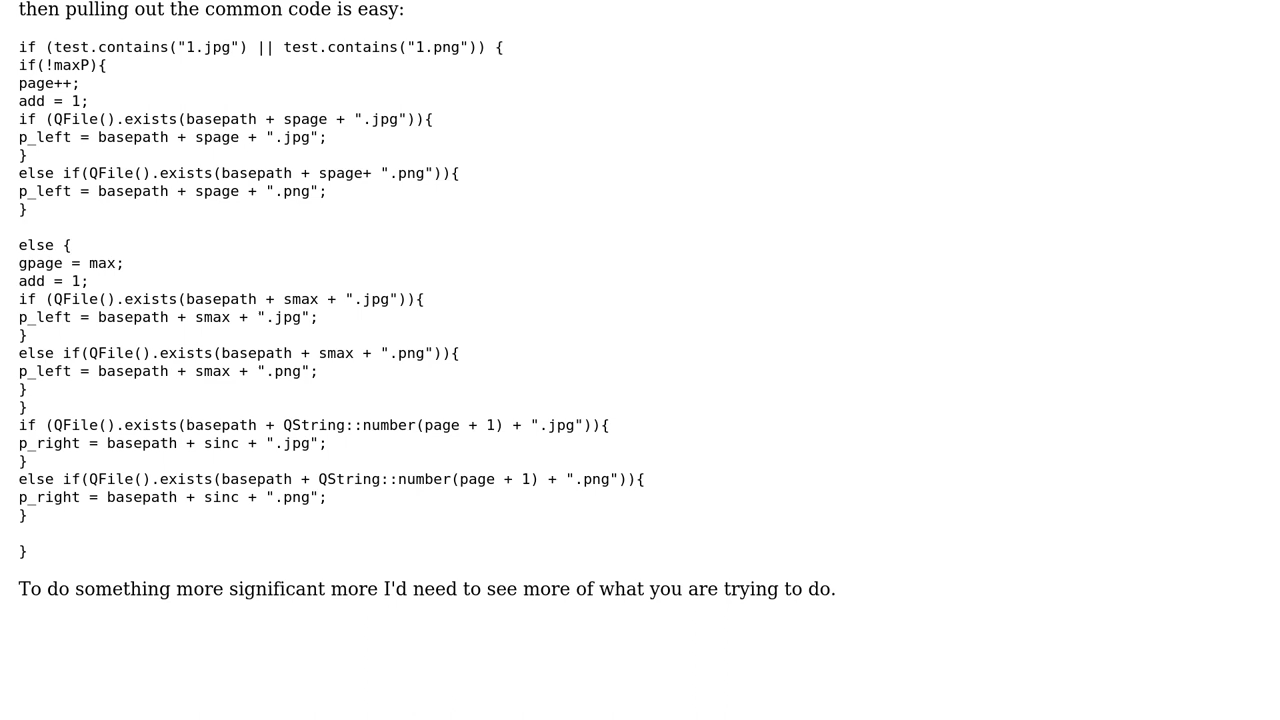 then pulling out the common code is easy:
if (test.contains("1.jpg") || test.contains("1.png")) {
if(!maxP){
page++;
add = 1;
if (QFile().exists(basepath + spage + ".jpg")){
p_left = basepath + spage + ".jpg";
}
else if(QFile().exists(basepath + spage+ ".png")){
p_left = basepath + spage + ".png";
}
else {
gpage = max;
add = 1;
if (QFile().exists(basepath + smax + ".jpg")){
p_left = basepath + smax + ".jpg";
}
else if(QFile().exists(basepath + smax + ".png")){
p_left = basepath + smax + ".png";
}
}
if (QFile().exists(basepath + QString::number(page + 1) + ".jpg")){
p_right = basepath + sinc + ".jpg";
}
else if(QFile().exists(basepath + QString::number(page + 1) + ".png")){
p_right = basepath + sinc + ".png";
}
}
To do something more significant more I'd need to see more of what you are trying to do.